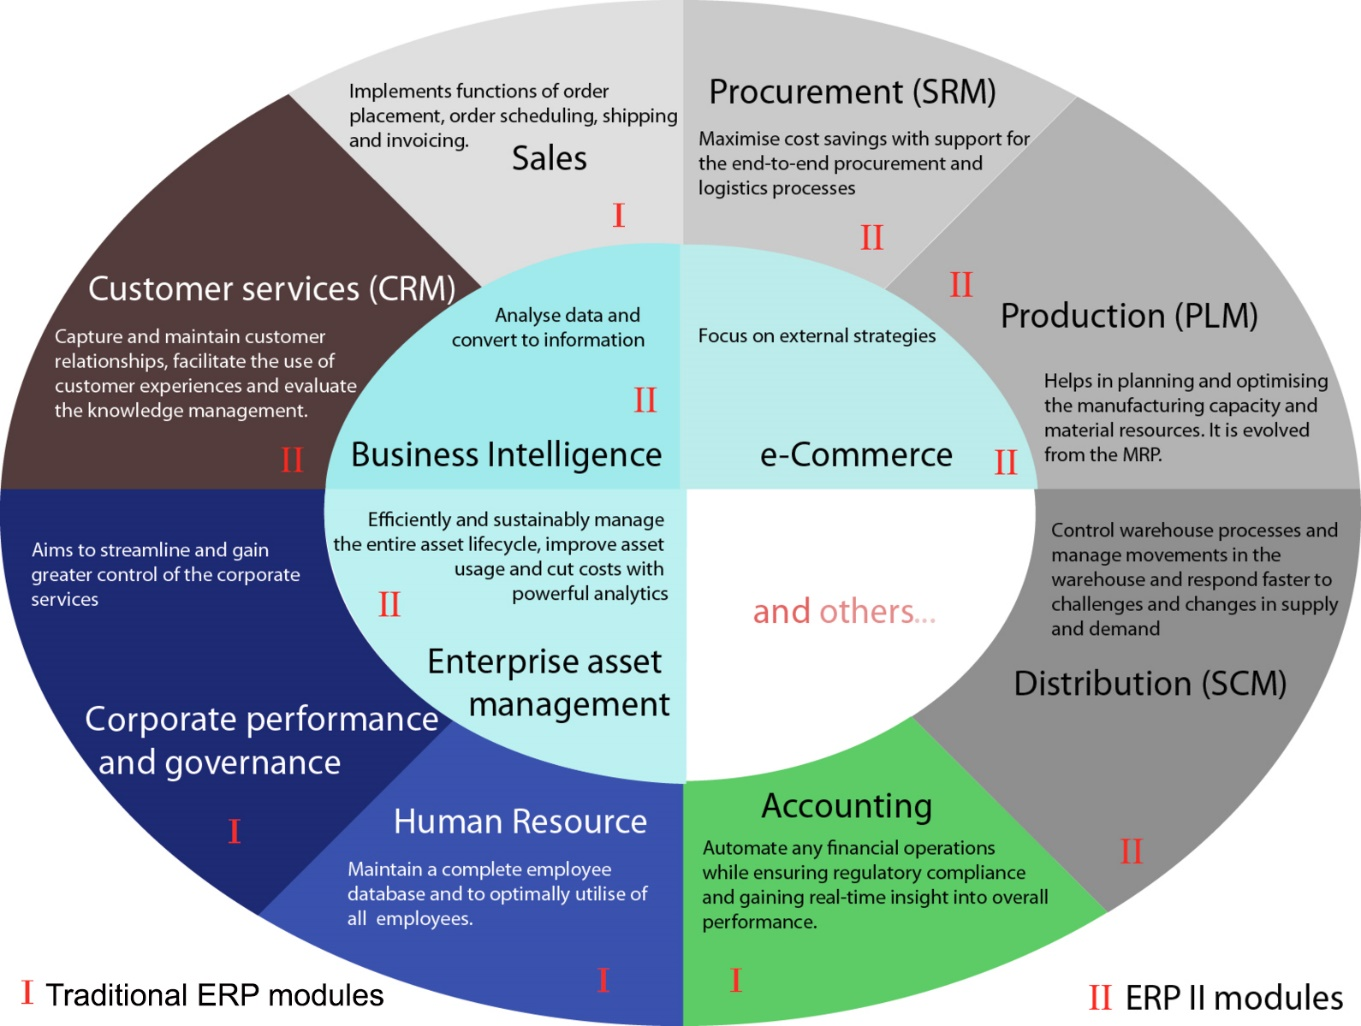 Implements functions of order
placement, order scheduling, shipping
and invoicing.
Sales
I
Procurement (SRM)
Maximise cost savings with support for
the end-to-end procurement and
logistics processes
II
II
Production (PLM)
Helps in planning and optimising
the manufacturing capacity and
material resources. It is evolved
from the MRP.
Customer services (CRM)
Capture and maintain customer
relationships, facilitate the use of
customer experiences and evaluate
the knowledge management.
II
Analyse data and
convert to information
II
Business Intelligence
Focus on external strategies
e-Commerce
II
Efficiently and sustainably manage
the entire asset lifecycle, improve asset
usage and cut costs with
powerful analytics
II
Enterprise asset
management
and others...
Control warehouse processes and
manage movements in the
warehouse and respond faster to
challenges and changes in supply
and demand
Distribution (SCM)
II
Aims to streamline and gain
greater control of the corporate
services
Corporate performance
and governance
I
Human Resource
Maintain a complete employee
database and to optimally utilise of
all employees.
I
Accounting
Automate any financial operations
while ensuring regulatory compliance
and gaining real-time insight into overall
performance.
I
I Traditional ERP modules
II ERP II modules